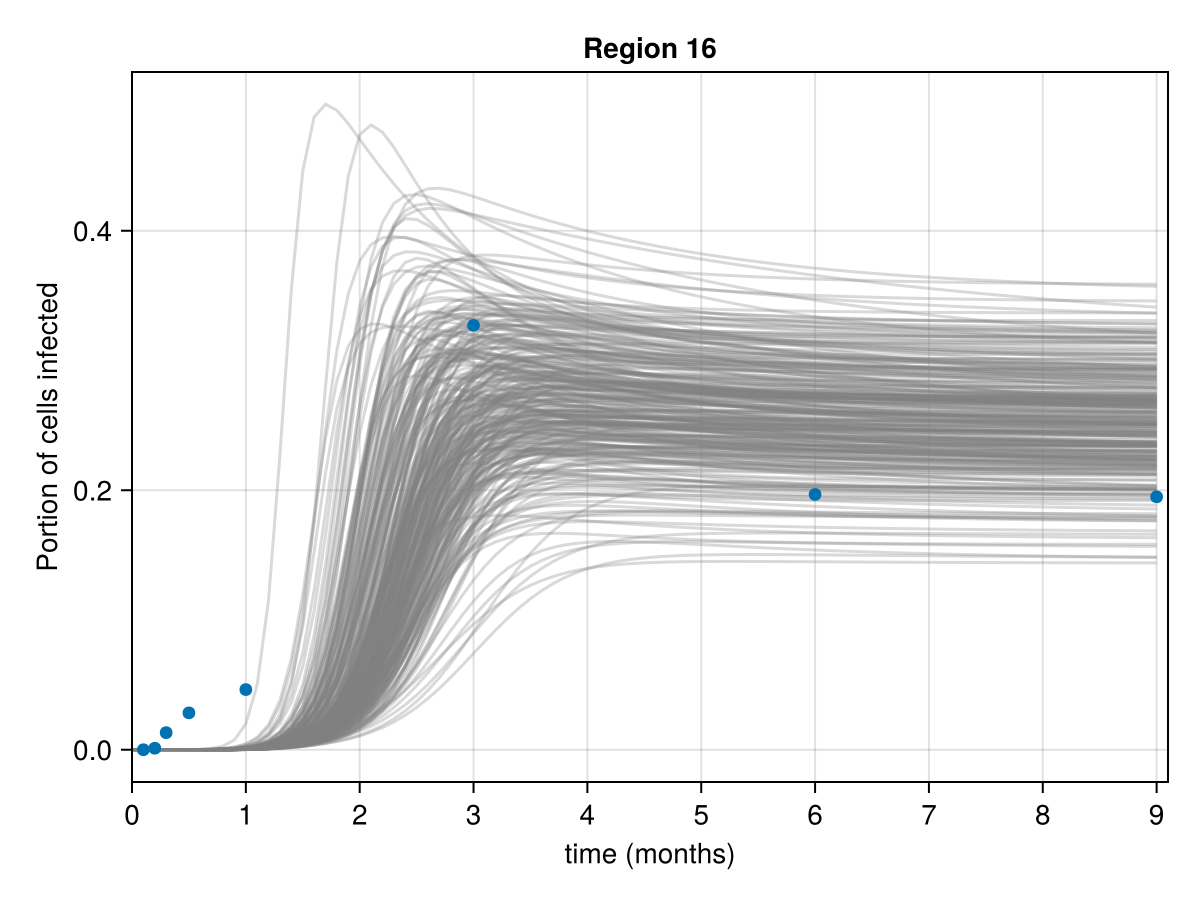 Region 16
Portion of cells infected
0.4
0.2
0.0
0 1 2 3 4 5 6 7 8 9
time (months)